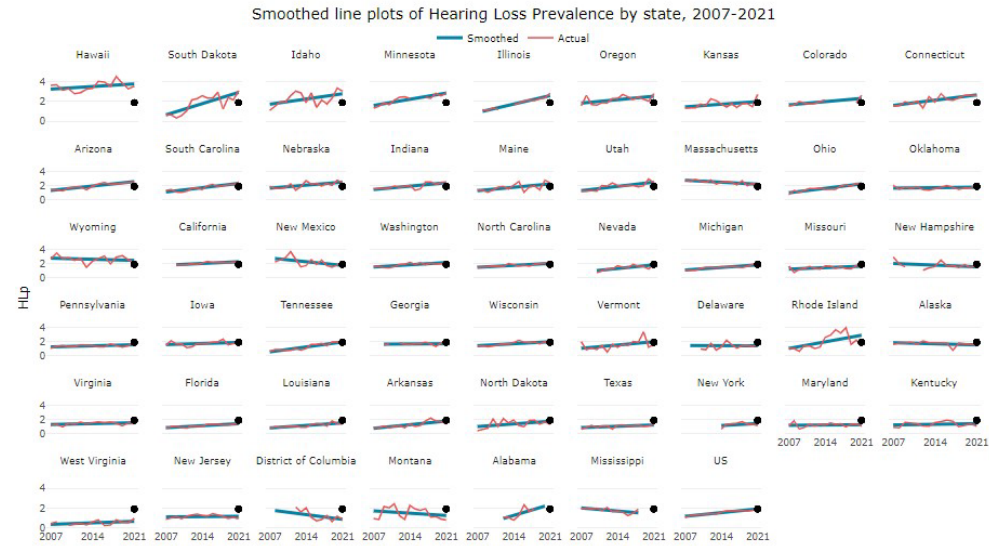 Smoothed line plots of Hearing Loss Prevalence by state, 2007-2021
Smoothed Actual
Hawaii South Dakota Idaho Minnesota Illinois Oregon Kansas Colorado Connecticut
4
2
0
Arizona South Carolina Nebraska Indiana Maine Utah Massachusetts Ohio Oklahoma
4
2
0
Wyoming California New Mexico Washington North Carolina Nevada Michigan Missouri New Hampshire
4
2
0
HLp
Pennsylvania Iowa Tennessee Georgia Wisconsin Vermont Delaware Rhode Island Alaska
4
2
0
Virginia Florida Louisiana Arkansas North Dakota Texas New York Maryland Kentucky
4
2
0
2007 2014 2021 2007 2014 2021
West Virginia New Jersey District of Columbia Montana Alabama Mississippi US
4
2
0
2007 2014 2021 2007 2014 2021 2007 2014 2021 2007 2014 2021 2007 2014 2021 2007 2014 2021 2007 2014 2021